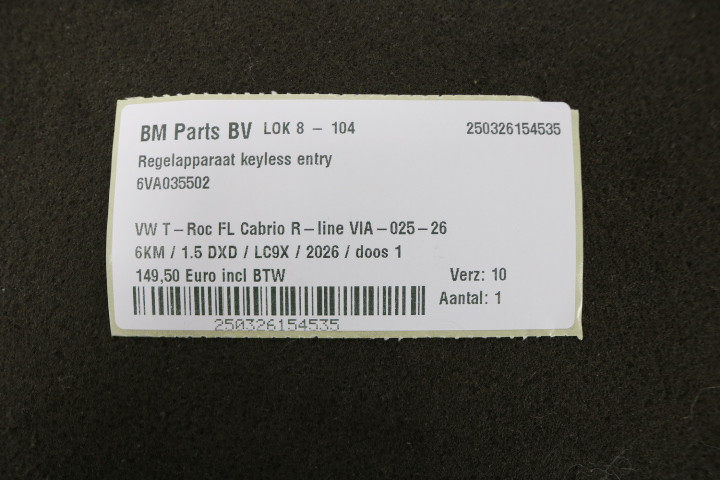 BM Parts BV LOK 8 - 104 250326154535
Regelapparaat keyless entry
6VA035502
VW T-Roc FL Cabrio R-line VIA-025-26
6KM / 1.5 DXD / LC9X / 2026 / doos 1
149,50 Euro incl BTW Verz: 10
Aantal: 1
250326154535